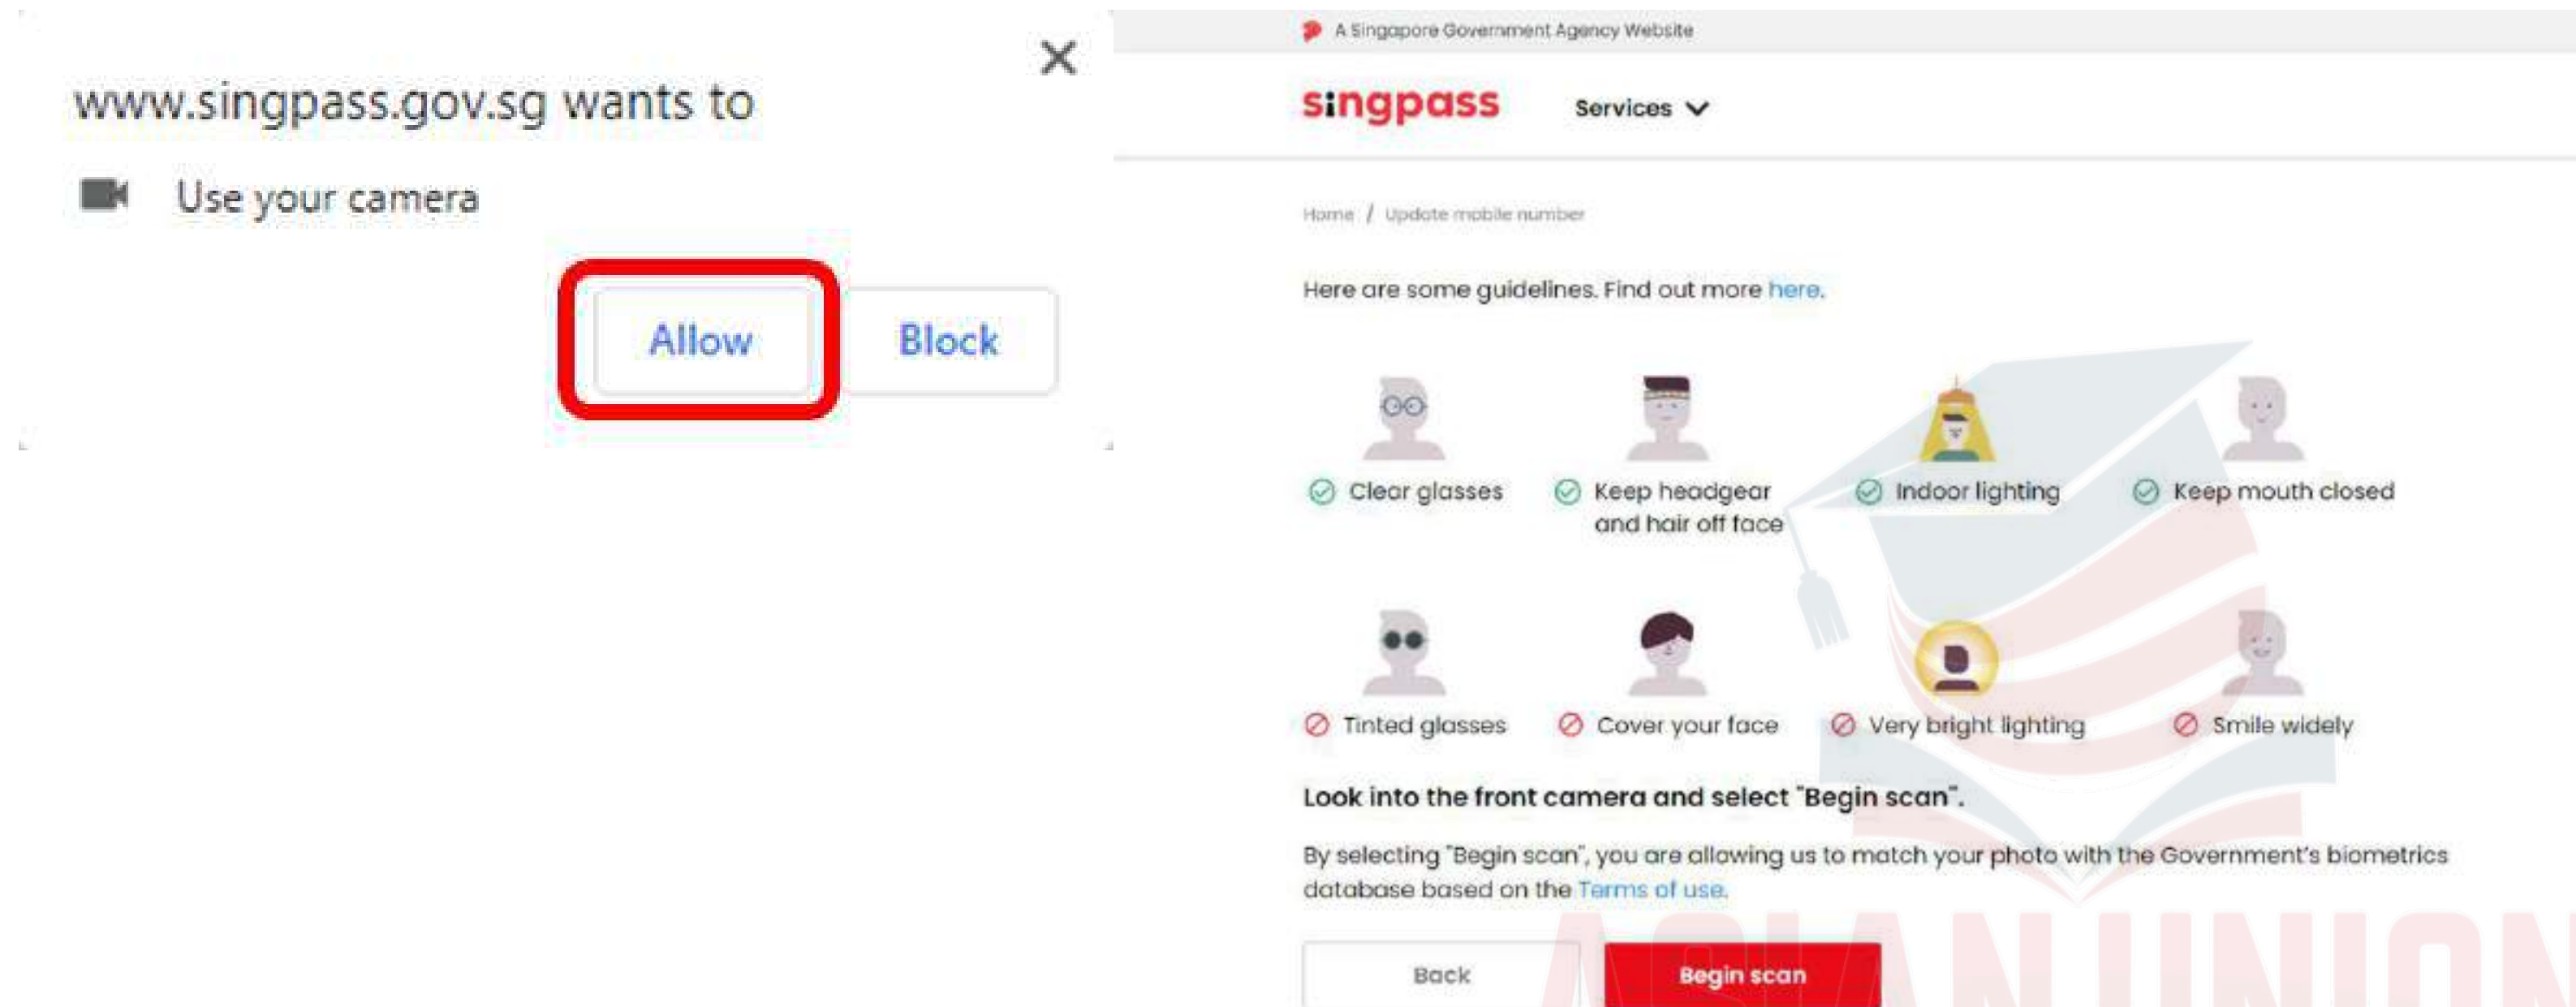 www.singpass.gov.sg wants to
Use your camera
Allow
Block
A Singapore Government Agency Website
singpass
Services
Home / Update mobile number
Here are some guidelines. Find out more here.
Clear glasses
Keep headgear
and hair off face
Indoor lighting
Keep mouth closed
Tinted glasses
Cover your face
Very bright lighting
Smile widely
Look into the front camera and select "Begin scan".
By selecting "Begin scan", you are allowing us to match your photo with the Government's biometrics
database based on the Terms of use.
Back
Begin scan
ASIAN UNION